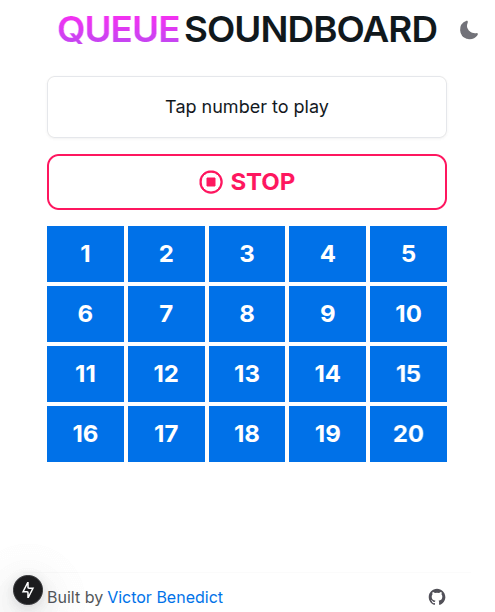 QUEUE SOUNDBOARD
Tap number to play
STOP
1 2 3 4 5
6 7 8 9 10
11 12 13 14 15
16 17 18 19 20
Built by Victor Benedict